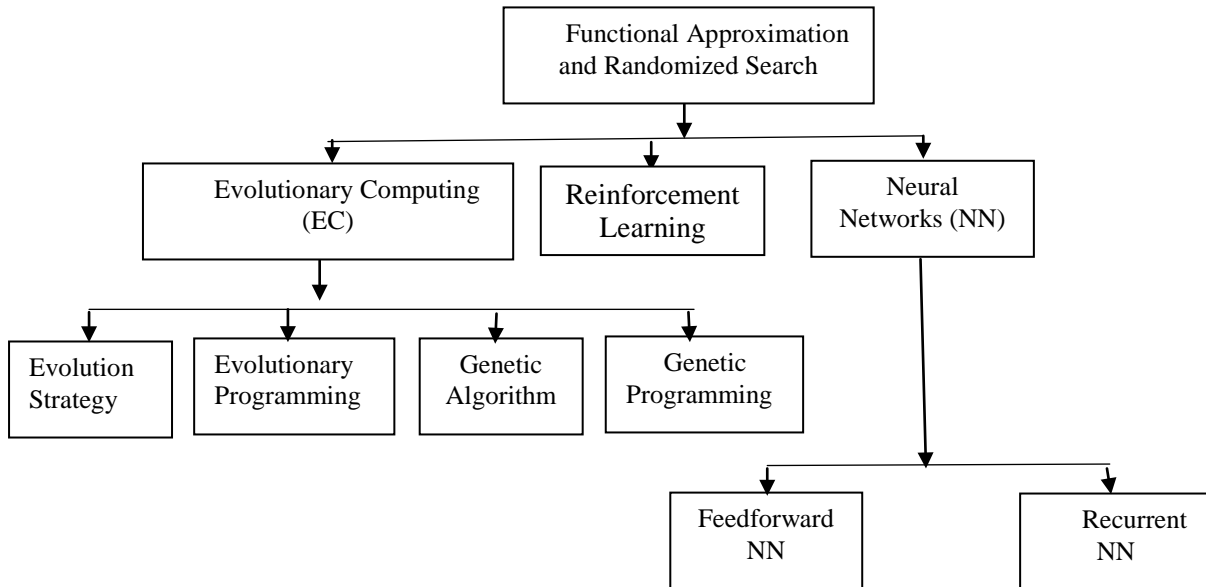 Functional Approximation
and Randomized Search
Evolutionary Computing
(EC)
Reinforcement
Learning
Neural
Networks (NN)
Evolution
Strategy
Evolutionary
Programming
Genetic
Algorithm
Genetic
Programming
Feedforward
NN
Recurrent
NN